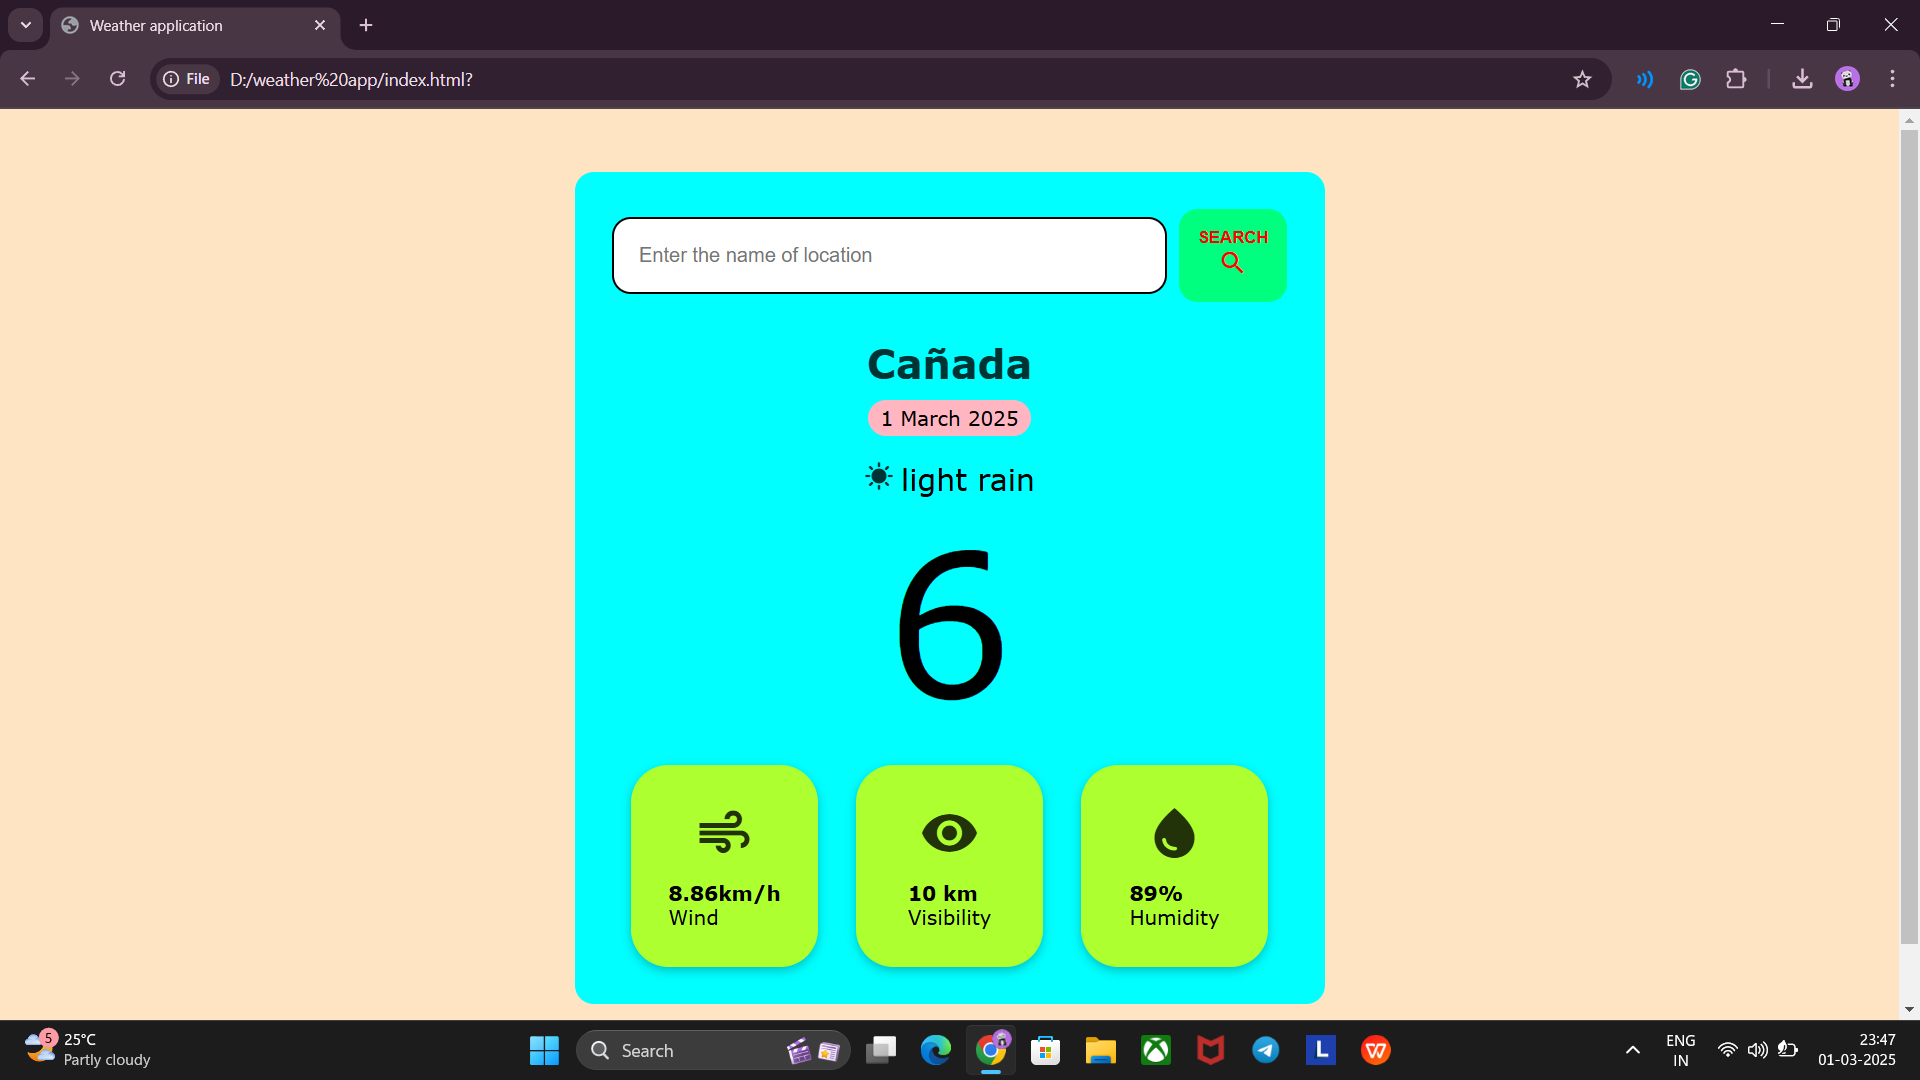 Weather application
File
D:/weather%20app/index.html?
Enter the name of location
SEARCH
Cañada
1 March 2025
light rain
6
8.86km/h
Wind
10 km
Visibility
89%
Humidity
5
25°C
Partly cloudy
Search
L
W
ENG
IN
23:47
01-03-2025